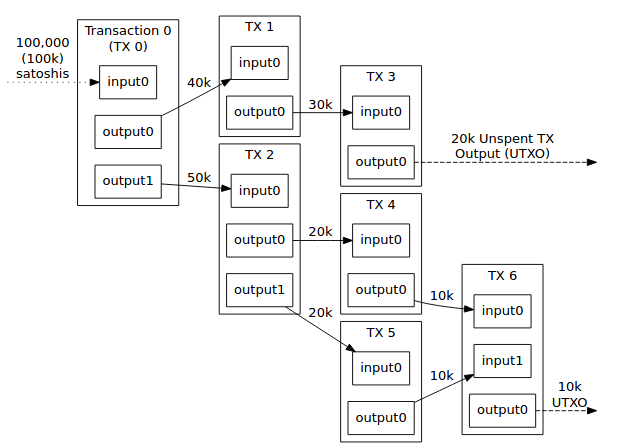 100,000
(100k)
satoshis
Transaction 0
(TX 0)
input0
output0
output1
40k
50k
TX 1
input0
output0
30k
TX 2
input0
output0
output1
20k
20k
TX 3
input0
output0
20k Unspent TX
Output (UTXO)
TX 4
input0
output0
10k
TX 5
input0
output0
10k
TX 6
input0
input1
output0
10k
UTXO